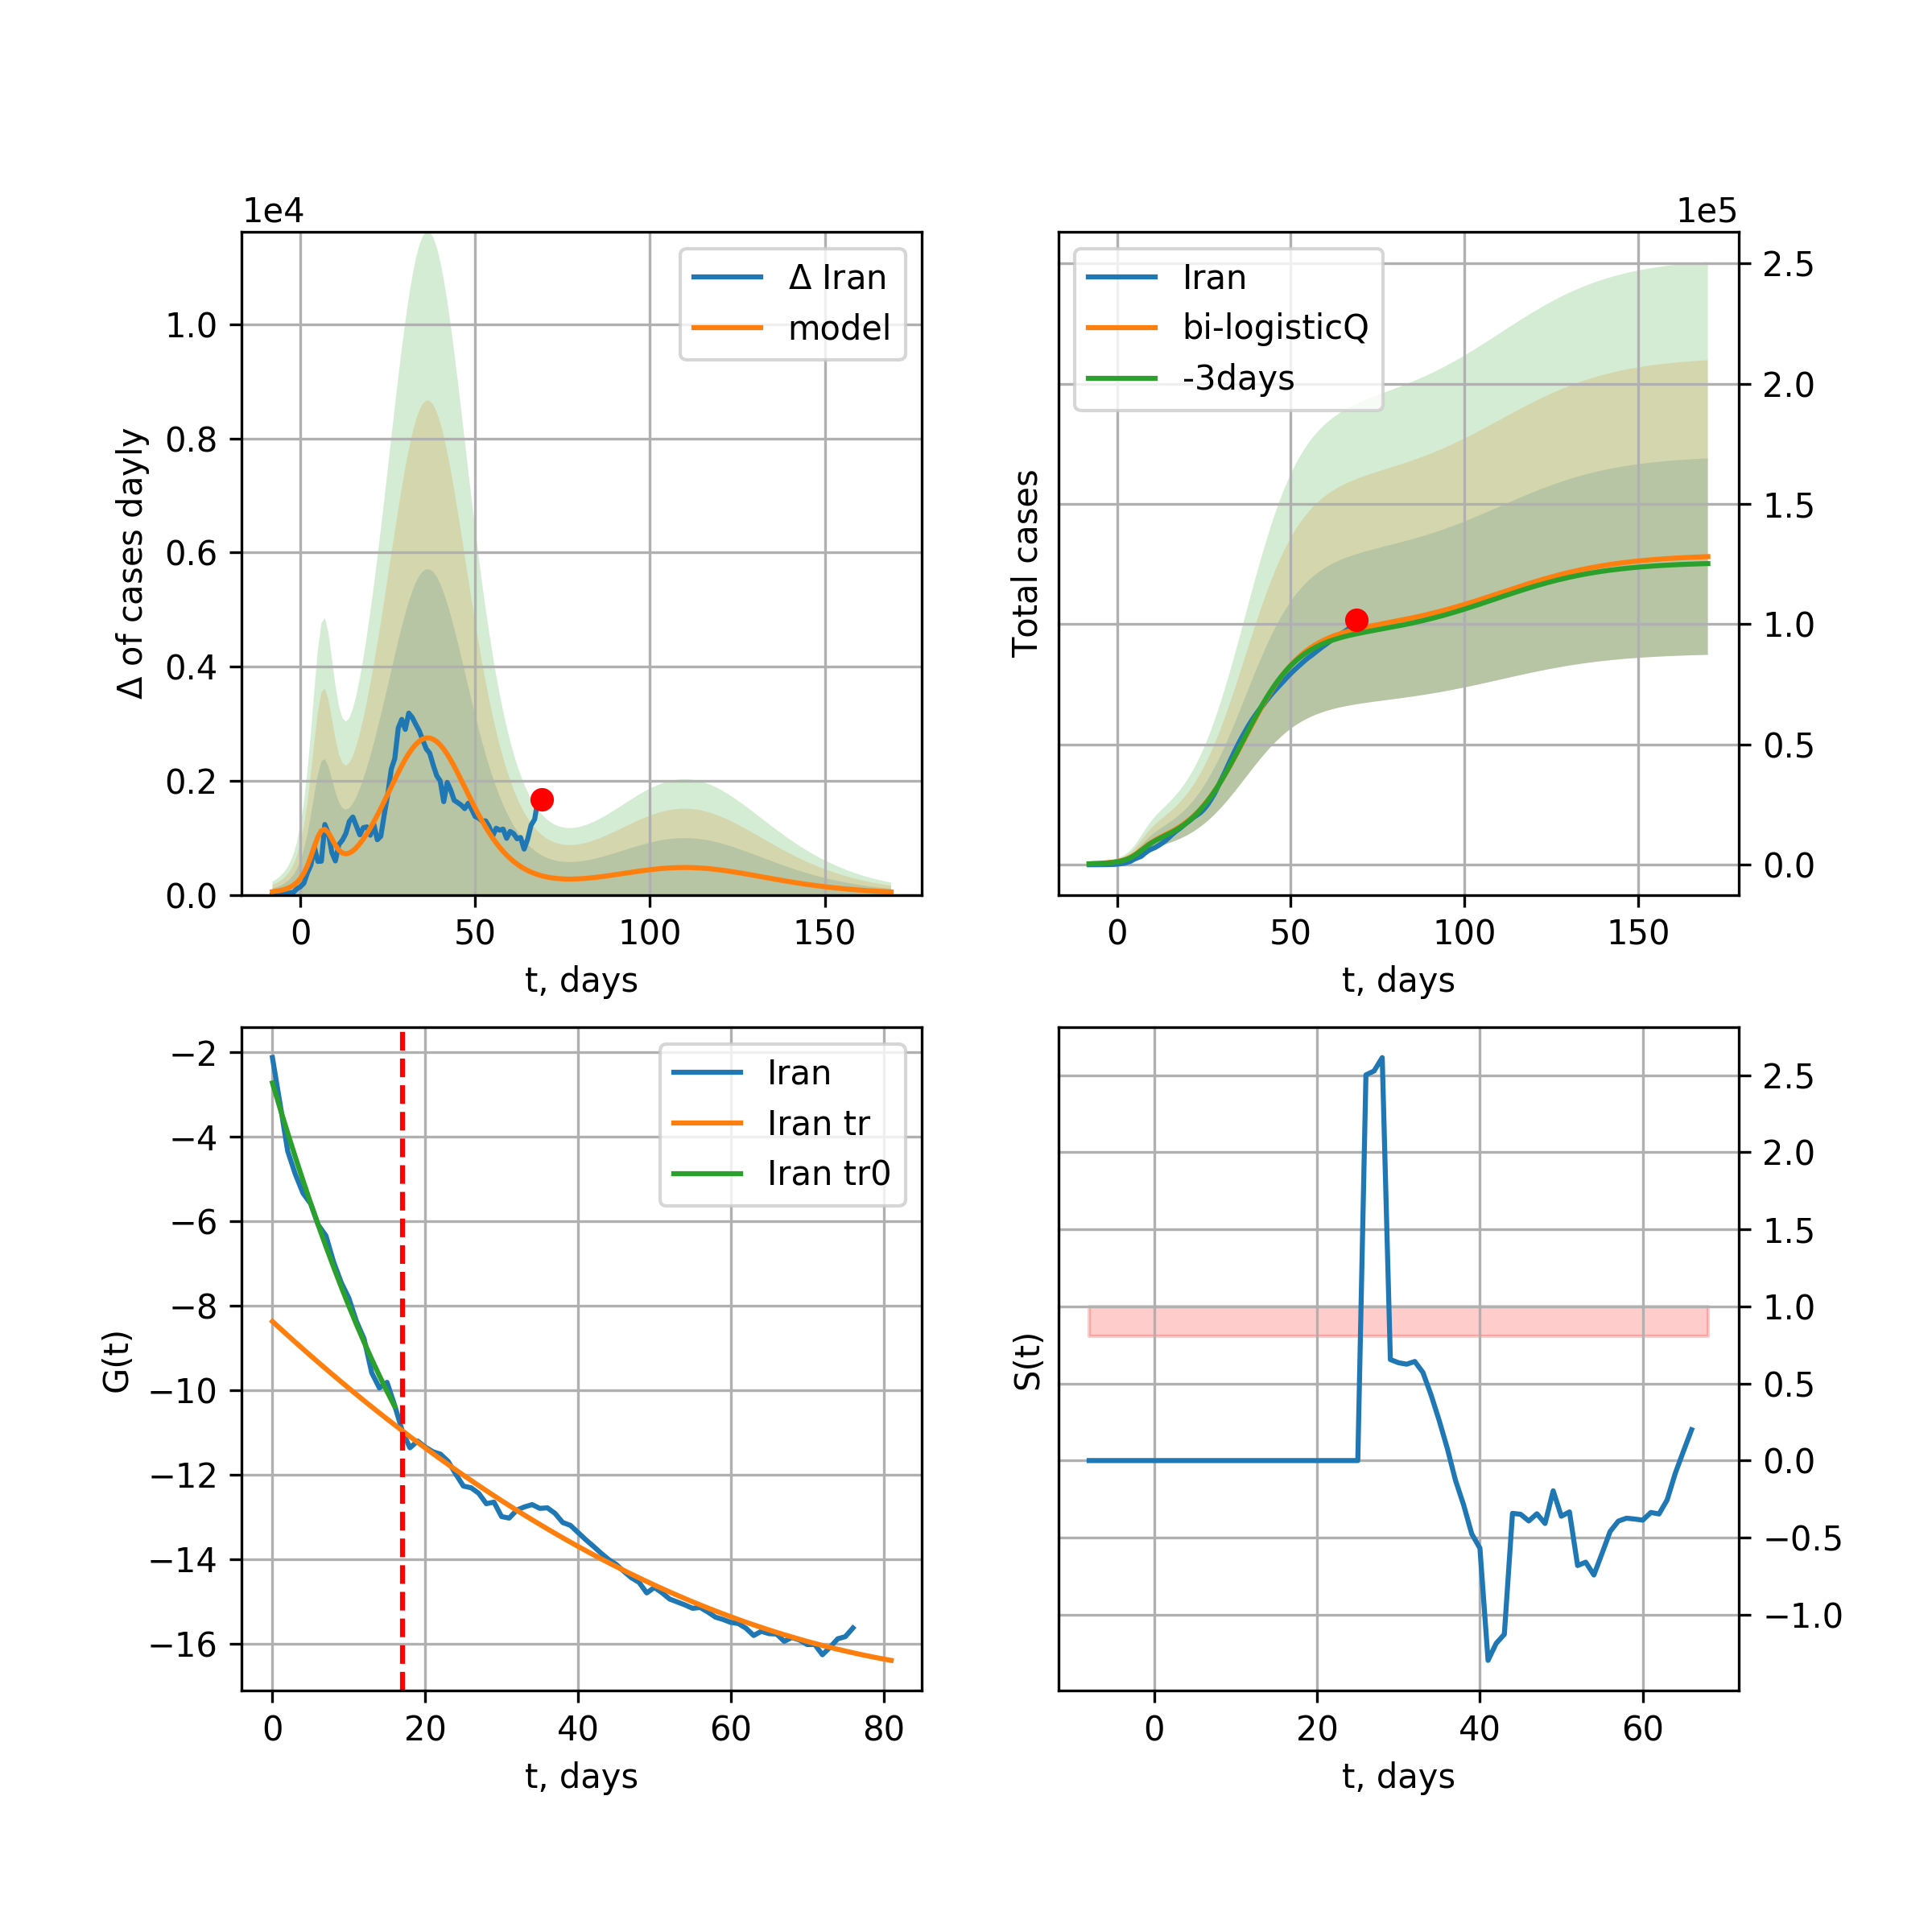 1e4
Δ of cases dayly
1.0
0.8
0.6
0.4
0.2
0.0
Δ Iran
model
0 50 100 150
t, days
1e5
Total cases
Iran
bi-logisticQ
-3days
2.5
2.0
1.5
1.0
0.5
0.0
0 50 100 150
t, days
G(t)
−2
−4
−6
−8
−10
−12
−14
−16
Iran
Iran tr
Iran tr0
0 20 40 60 80
t, days
S(t)
2.5
2.0
1.5
1.0
0.5
0.0
−0.5
−1.0
0 20 40 60
t, days